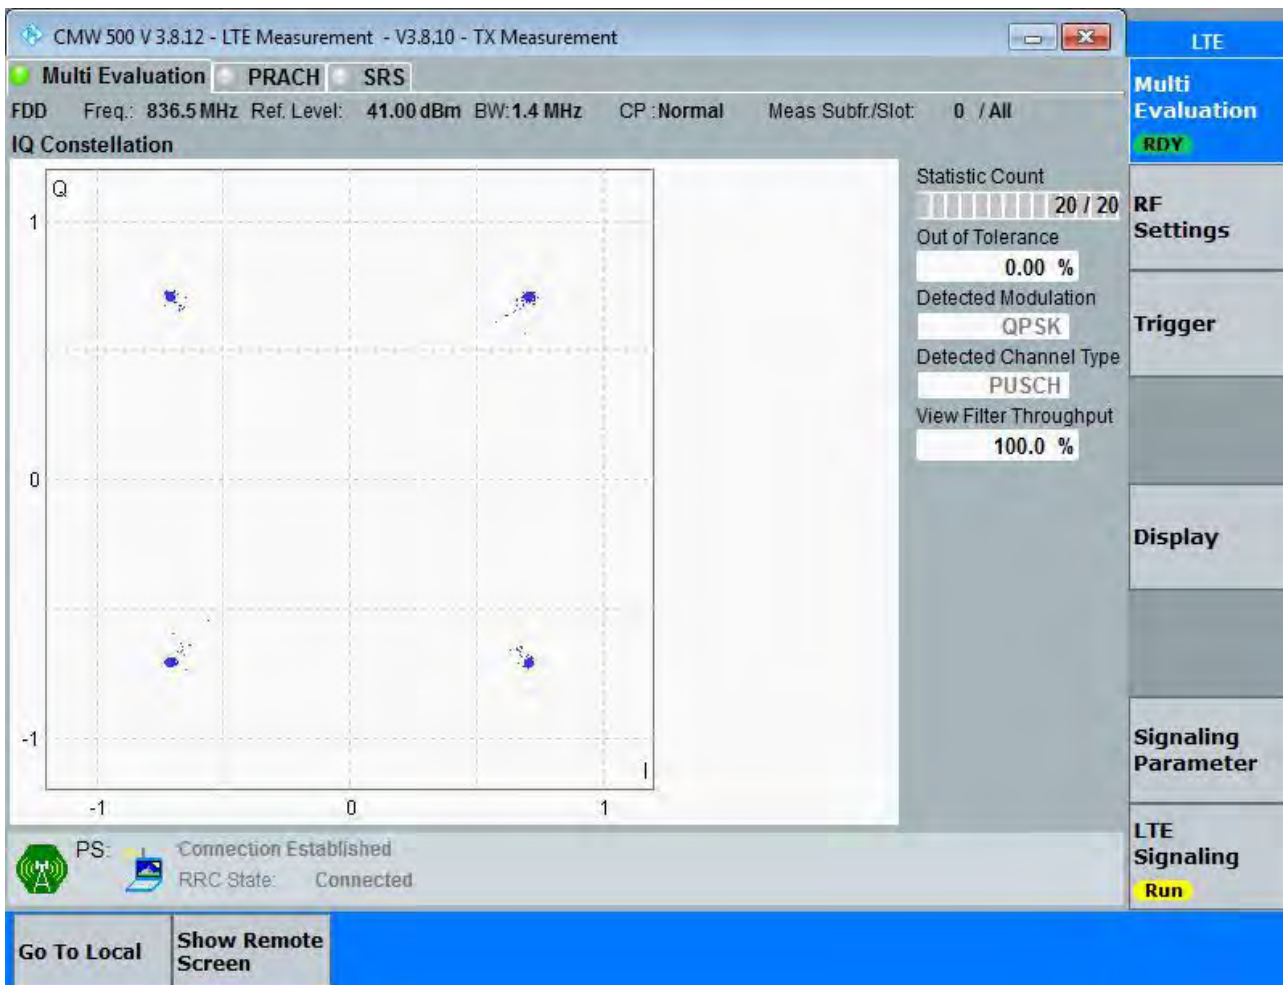 CMW 500 V 3.8.12 - LTE Measurement - V3.8.10 - TX Measurement
LTE
Multi Evaluation PRACH SRS
FDD Freq.: 836.5 MHz Ref. Level: 41.00 dBm BW: 1.4 MHz CP : Normal Meas Subfr./Slot: 0 / All
IQ Constellation
Q
1
0
-1
I
-1 0 1
Statistic Count
20 / 20
Out of Tolerance
0.00 %
Detected Modulation
QPSK
Detected Channel Type
PUSCH
View Filter Throughput
100.0 %
Multi
Evaluation
RDY
RF
Settings
Trigger
Display
Signaling
Parameter
LTE
Signaling
Run
PS: Connection Established
RRC State: Connected
Go To Local
Show Remote
Screen